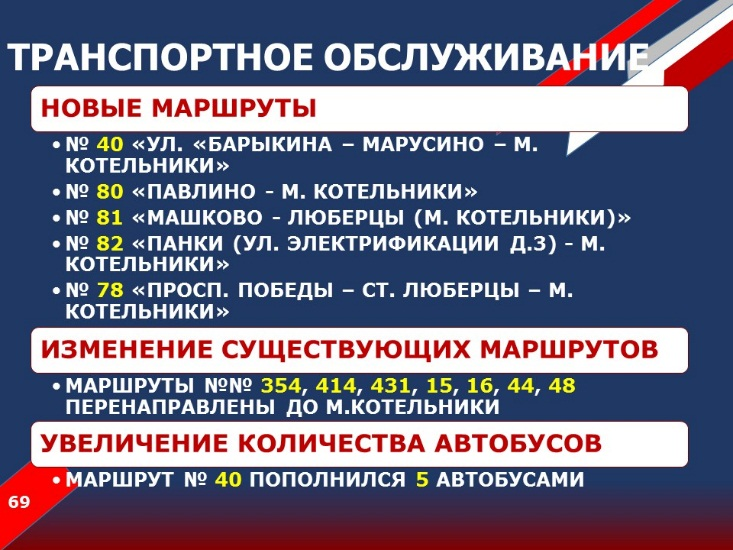 ТРАНСПОРТНОЕ ОБСЛУЖИВАНИЕ
НОВЫЕ МАРШРУТЫ
• № 40 «УЛ. «БАРЫКИНА – МАРУСИНО – М.
КОТЕЛЬНИКИ»
• № 80 «ПАВЛИНО - М. КОТЕЛЬНИКИ»
• № 81 «МАШКОВО - ЛЮБЕРЦЫ (М. КОТЕЛЬНИКИ)»
• № 82 «ПАНКИ (УЛ. ЭЛЕКТРИФИКАЦИИ Д.3) - М.
КОТЕЛЬНИКИ»
• № 78 «ПРОСП. ПОБЕДЫ – СТ. ЛЮБЕРЦЫ – М.
КОТЕЛЬНИКИ»
ИЗМЕНЕНИЕ СУЩЕСТВУЮЩИХ МАРШРУТОВ
• МАРШРУТЫ №№ 354, 414, 431, 15, 16, 44, 48
ПЕРЕНАПРАВЛЕНЫ ДО М.КОТЕЛЬНИКИ
УВЕЛИЧЕНИЕ КОЛИЧЕСТВА АВТОБУСОВ
• МАРШРУТ № 40 ПОПОЛНИЛСЯ 5 АВТОБУСАМИ
69